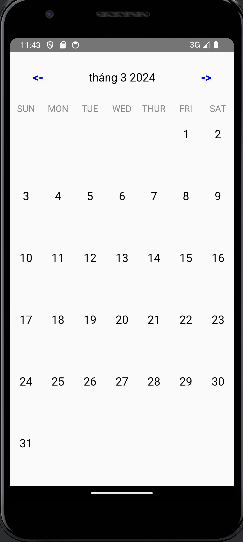 11:43 3G
<- tháng 3 2024 ->
SUN MON TUE WED THUR FRI SAT
1 2
3 4 5 6 7 8 9
10 11 12 13 14 15 16
17 18 19 20 21 22 23
24 25 26 27 28 29 30
31